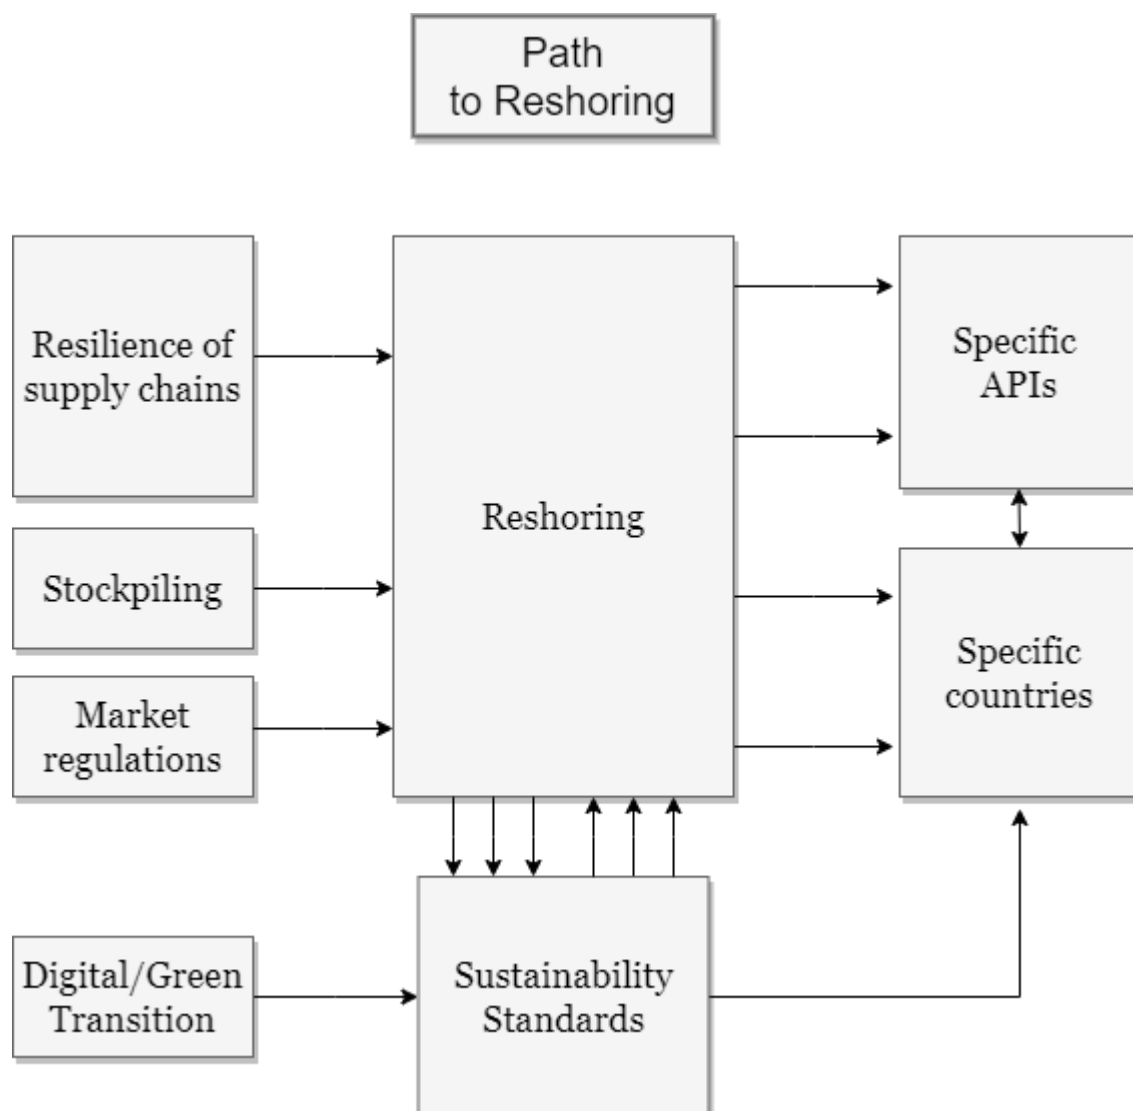 Path
to Reshoring
Resilience of
supply chains
Reshoring
Specific
APIs
Stockpiling
Specific
countries
Market
regulations
Digital/Green
Transition
Sustainability
Standards